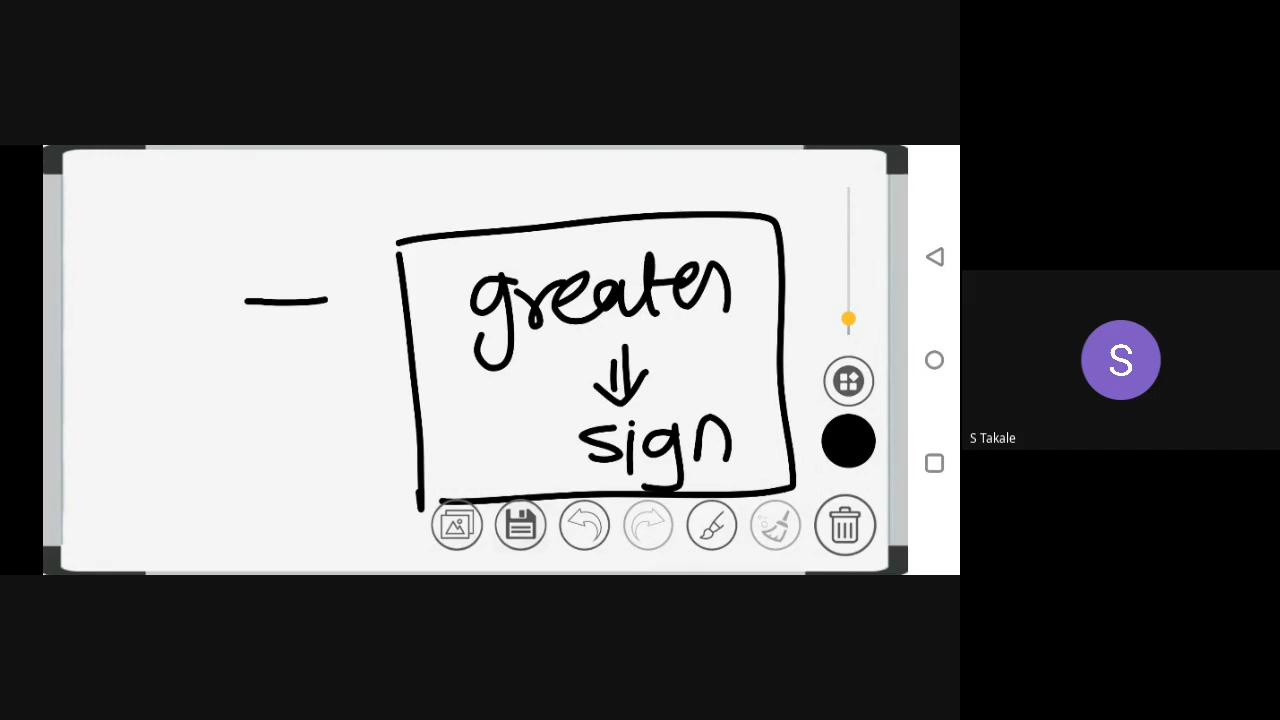 — greater
⇓
sign
S
S Takale